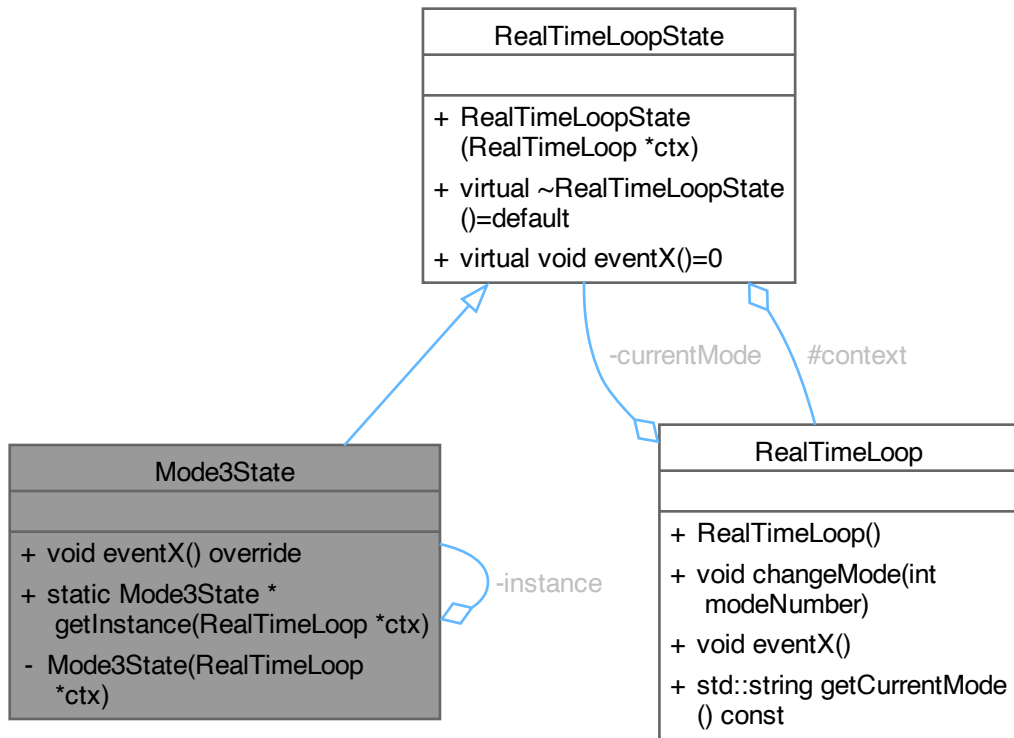 RealTimeLoopState
+ RealTimeLoopState
(RealTimeLoop *ctx)
+ virtual ~RealTimeLoopState
()=default
+ virtual void eventX()=0
-currentMode
#context
Mode3State
+ void eventX() override
+ static Mode3State *
getInstance(RealTimeLoop *ctx)
- Mode3State(RealTimeLoop
*ctx)
-instance
RealTimeLoop
+ RealTimeLoop()
+ void changeMode(int
modeNumber)
+ void eventX()
+ std::string getCurrentMode
() const